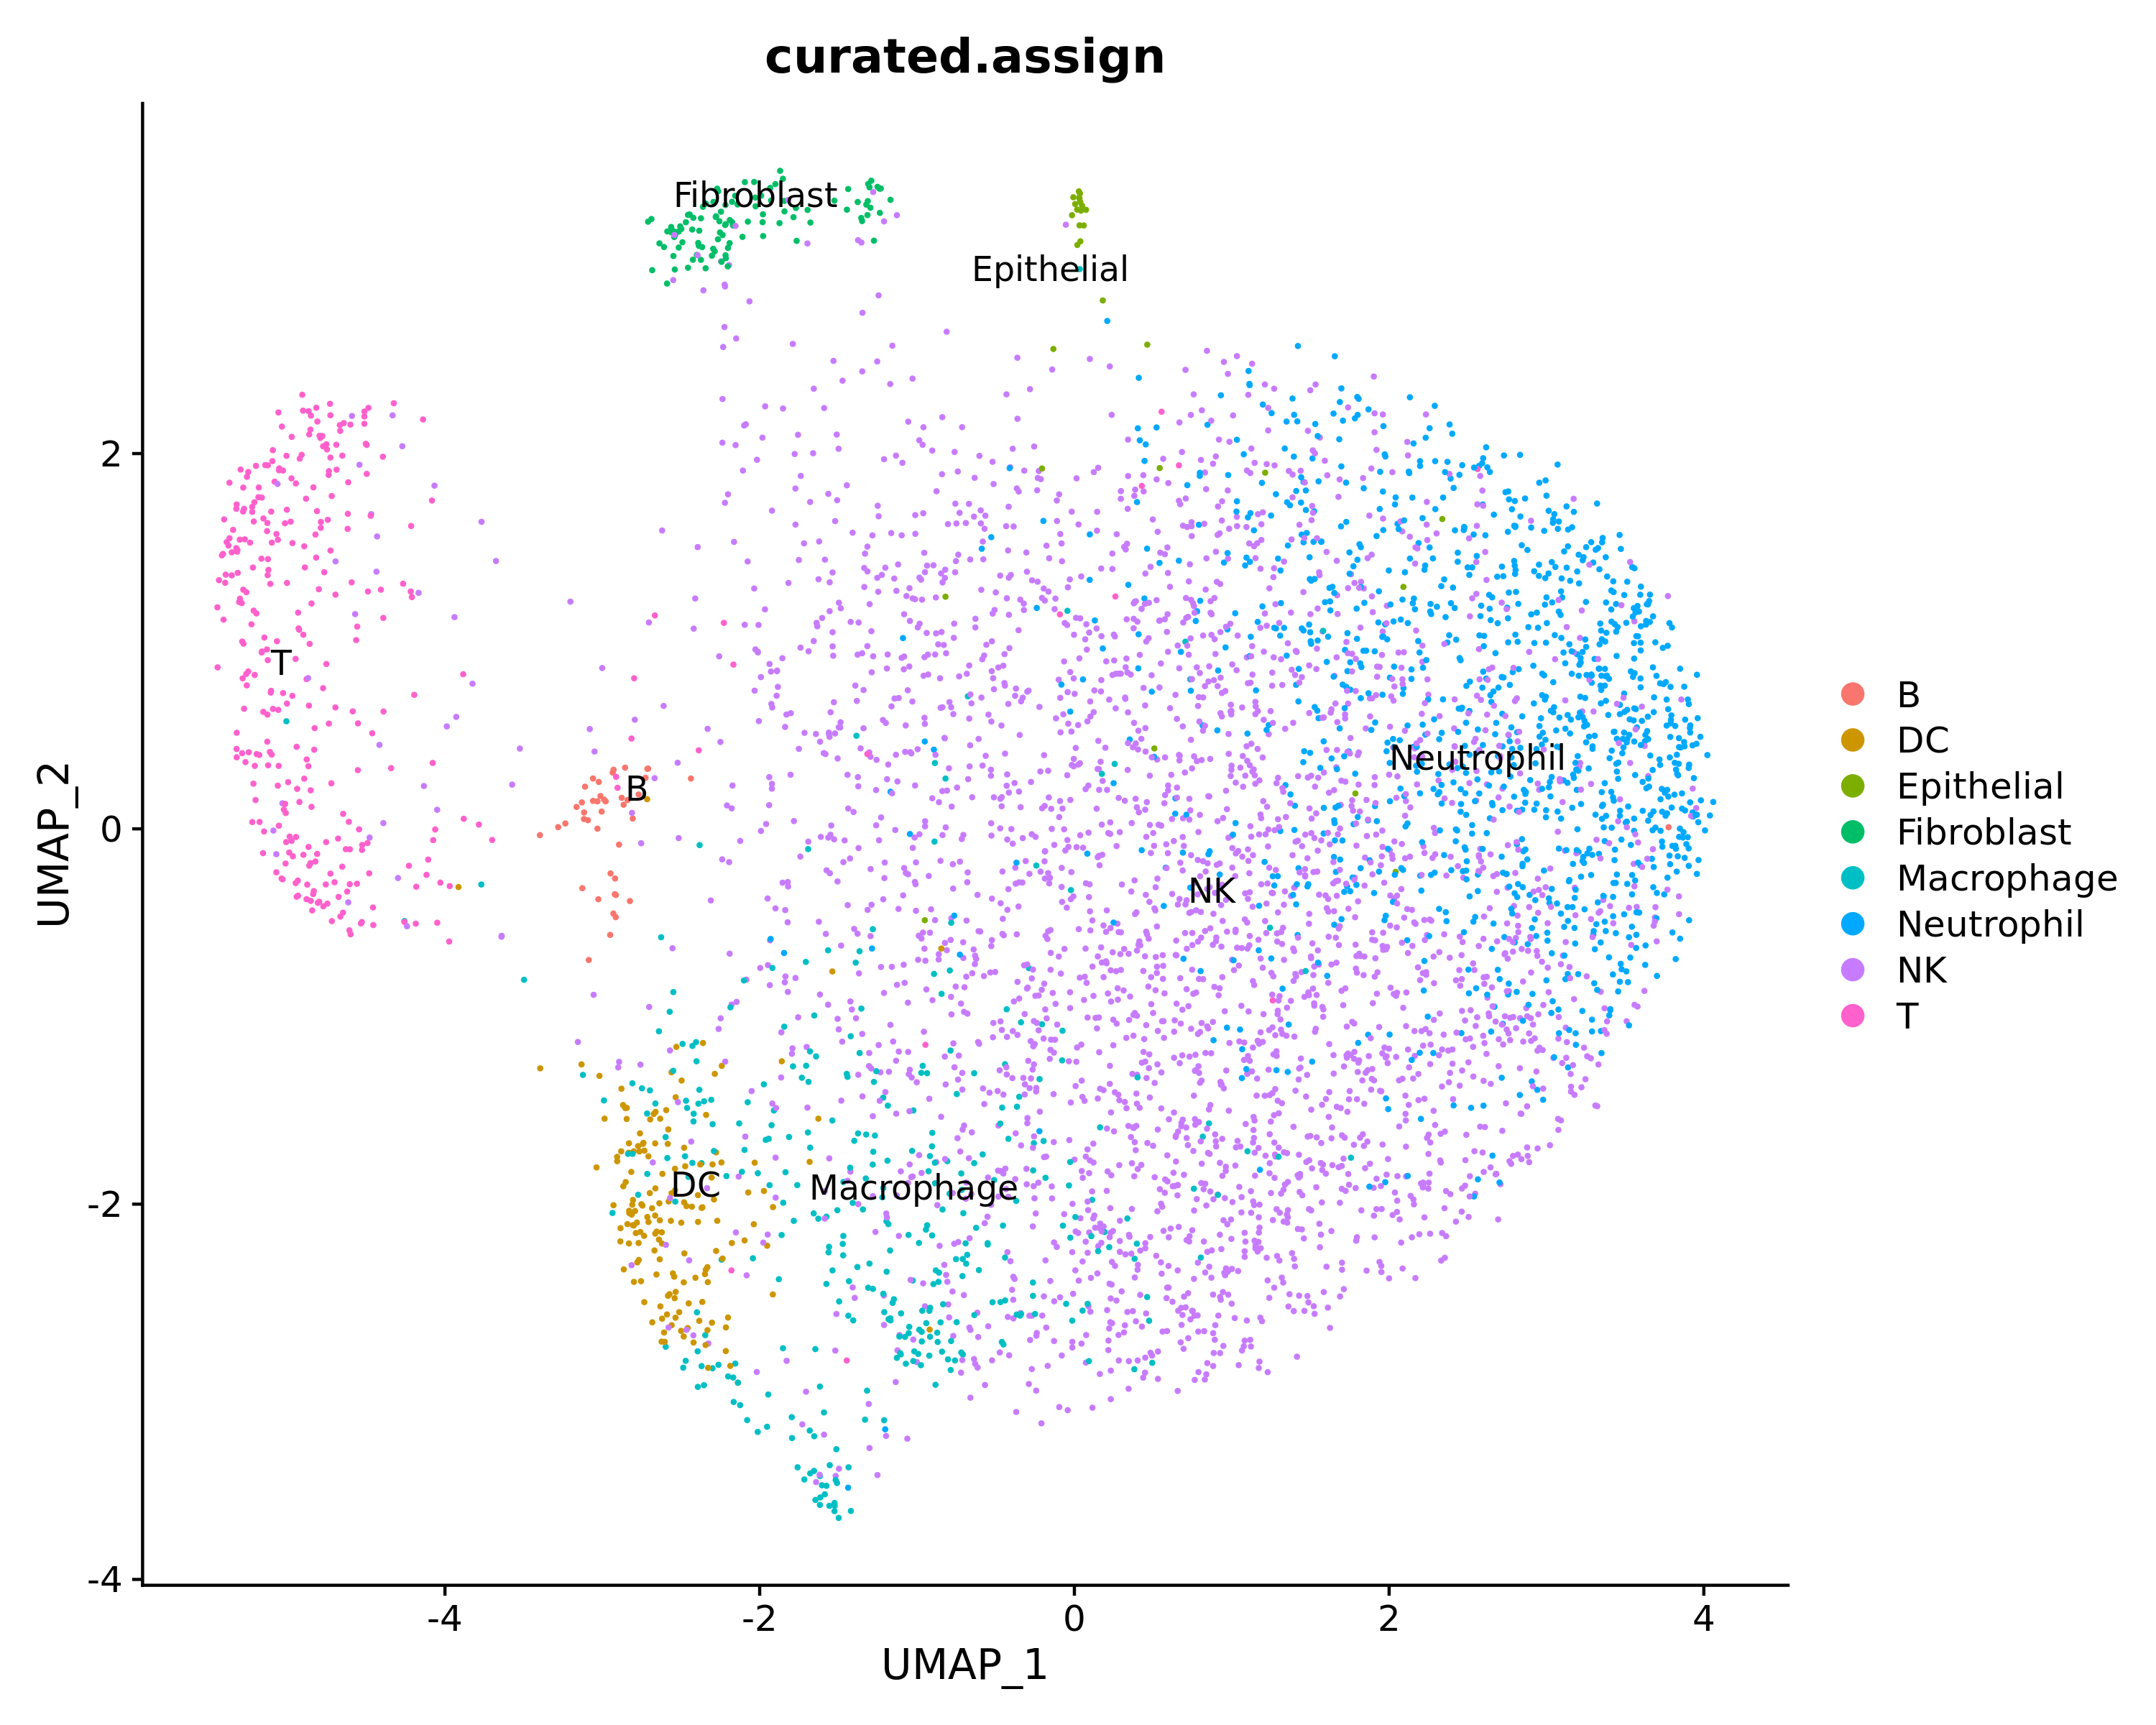 curated.assign
Fibroblast
Epithelial
T
B
Neutrophil
NK
DC
Macrophage
UMAP_2
2
0
-2
-4
-4
-2
0
2
4
UMAP_1
B
DC
Epithelial
Fibroblast
Macrophage
Neutrophil
NK
T